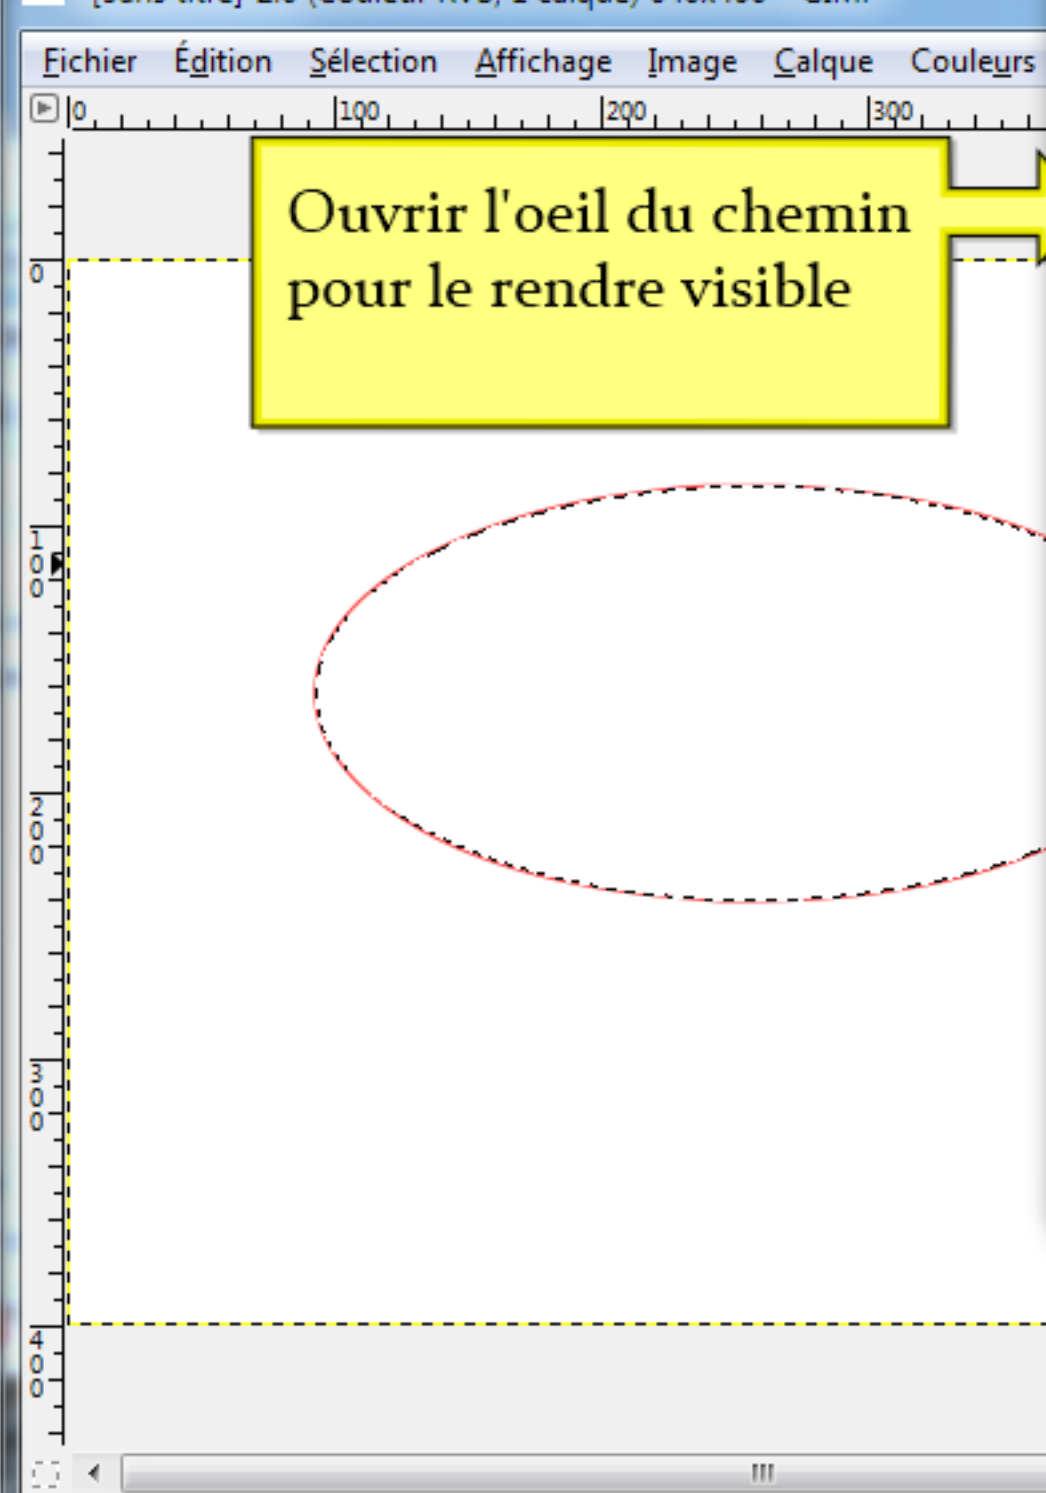 Fichier Édition Sélection Affichage Image Calque Couleurs
0 100 200 300
Ouvrir l'oeil du chemin
pour le rendre visible
0
100
200
300
400